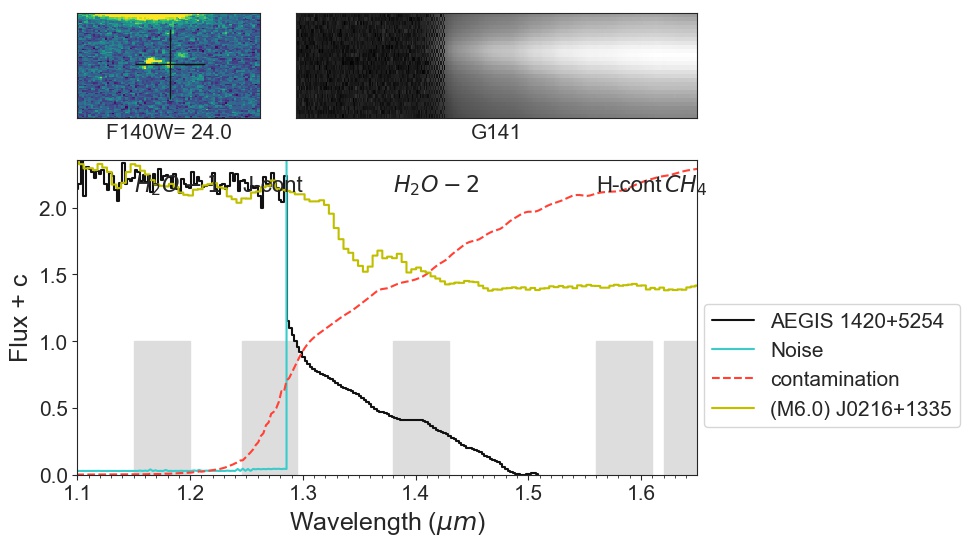 F140W= 24.0
G141
H₂O − 1
J-cont
H₂O − 2
H-cont
CH₄
2.0
1.5
1.0
0.5
0.0
Flux + c
1.1
1.2
1.3
1.4
1.5
1.6
Wavelength (μm)
AEGIS 1420+5254
Noise
contamination
(M6.0) J0216+1335